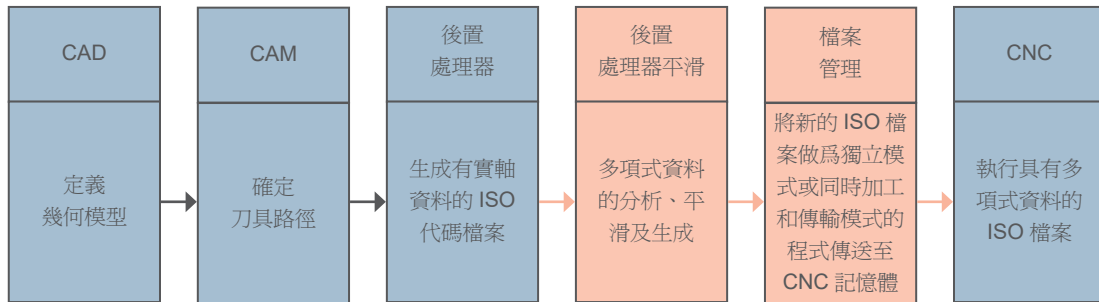 CAD
定義
幾何模型
CAM
確定
刀具路徑
後置
處理器
生成有實軸
資料的 ISO
代碼檔案
後置
處理器平滑
多項式資料
的分析、平
滑及生成
檔案
管理
將新的 ISO 檔
案做爲獨立模
式或同時加工
和傳輸模式的
程式傳送至
CNC 記憶體
CNC
執行具有多
項式資料的
ISO 檔案